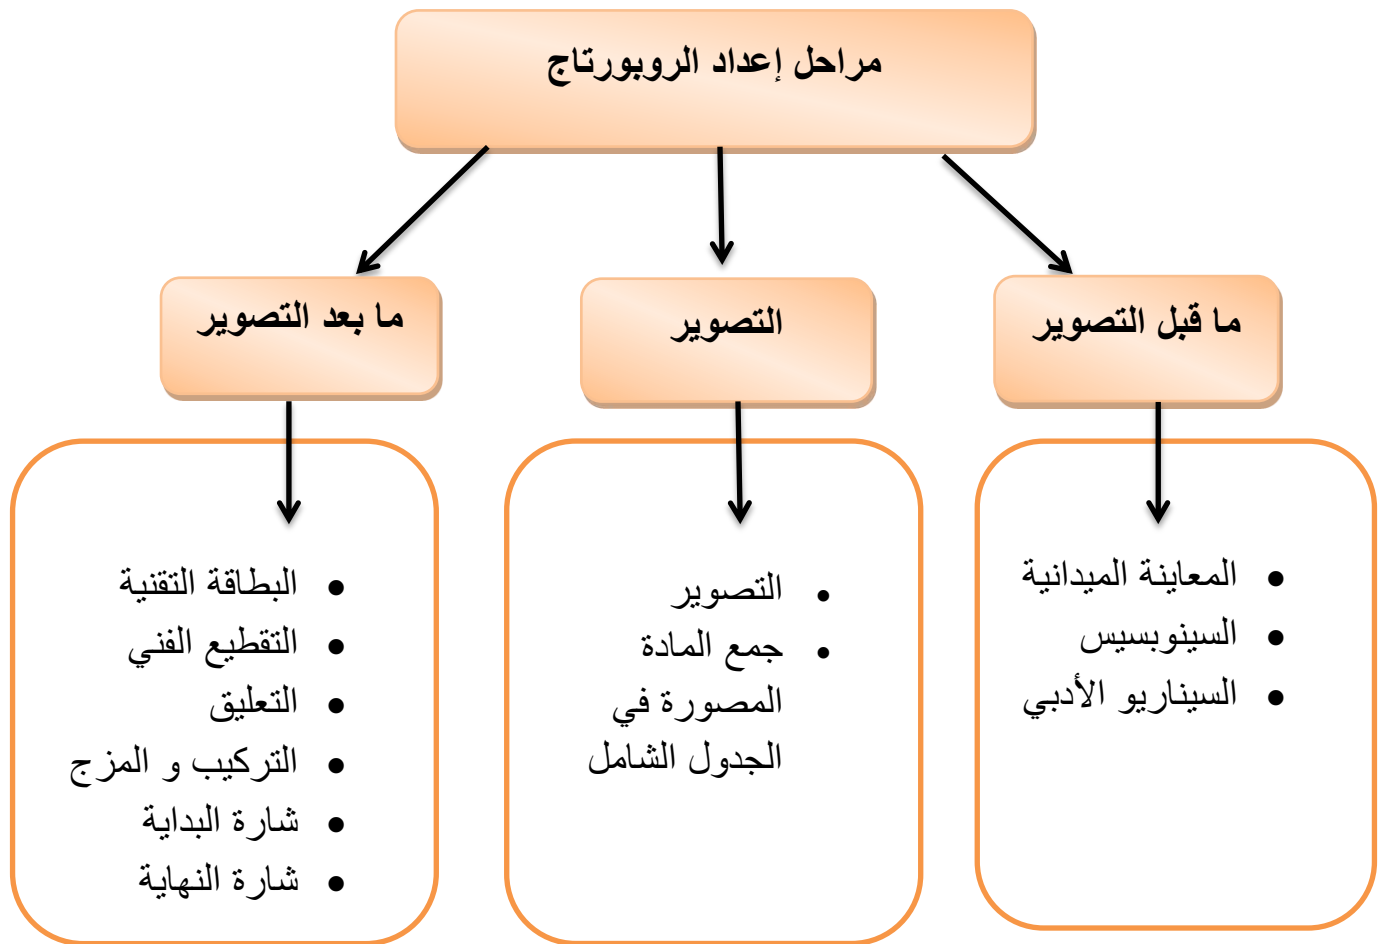 مراحل إعداد الروبورتاج
ما قبل التصوير
التصوير
ما بعد التصوير
• المعاينة الميدانية
• السينوبسيس
• السيناريو الأدبي
• التصوير
• جمع المادة
المصورة في
الجدول الشامل
• البطاقة التقنية
• التقطيع الفني
• التعليق
• التركيب و المزج
• شارة البداية
• شارة النهاية